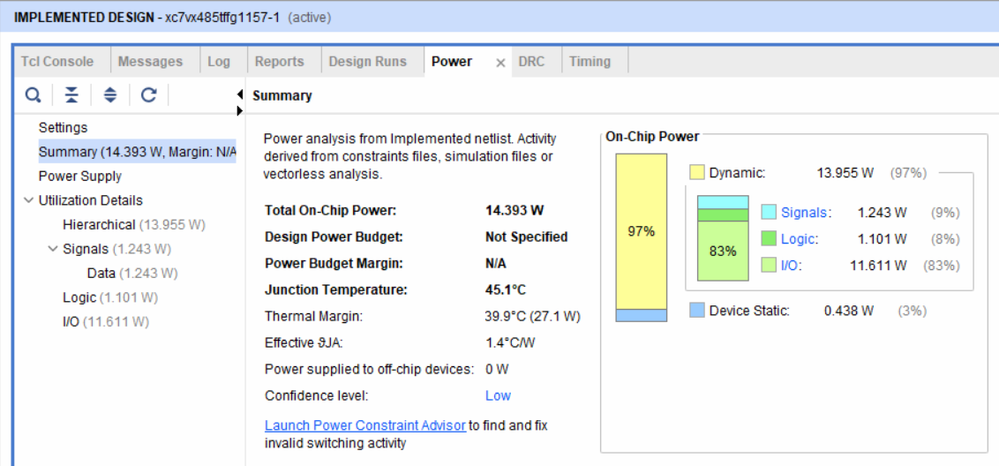 IMPLEMENTED DESIGN - xc7vx485tffg1157-1 (active)
Tcl Console Messages Log Reports Design Runs Power × DRC Timing
Summary
Settings
Summary (14.393 W, Margin: N/A
Power Supply
Utilization Details
Hierarchical (13.955 W)
Signals (1.243 W)
Data (1.243 W)
Logic (1.101 W)
I/O (11.611 W)
Power analysis from Implemented netlist. Activity
derived from constraints files, simulation files or
vectorless analysis.
Total On-Chip Power: 14.393 W
Design Power Budget: Not Specified
Power Budget Margin: N/A
Junction Temperature: 45.1°C
Thermal Margin: 39.9°C (27.1 W)
Effective ϑJA: 1.4°C/W
Power supplied to off-chip devices: 0 W
Confidence level: Low
Launch Power Constraint Advisor to find and fix
invalid switching activity
On-Chip Power
97%
Dynamic: 13.955 W (97%)
83%
Signals: 1.243 W (9%)
Logic: 1.101 W (8%)
I/O: 11.611 W (83%)
Device Static: 0.438 W (3%)